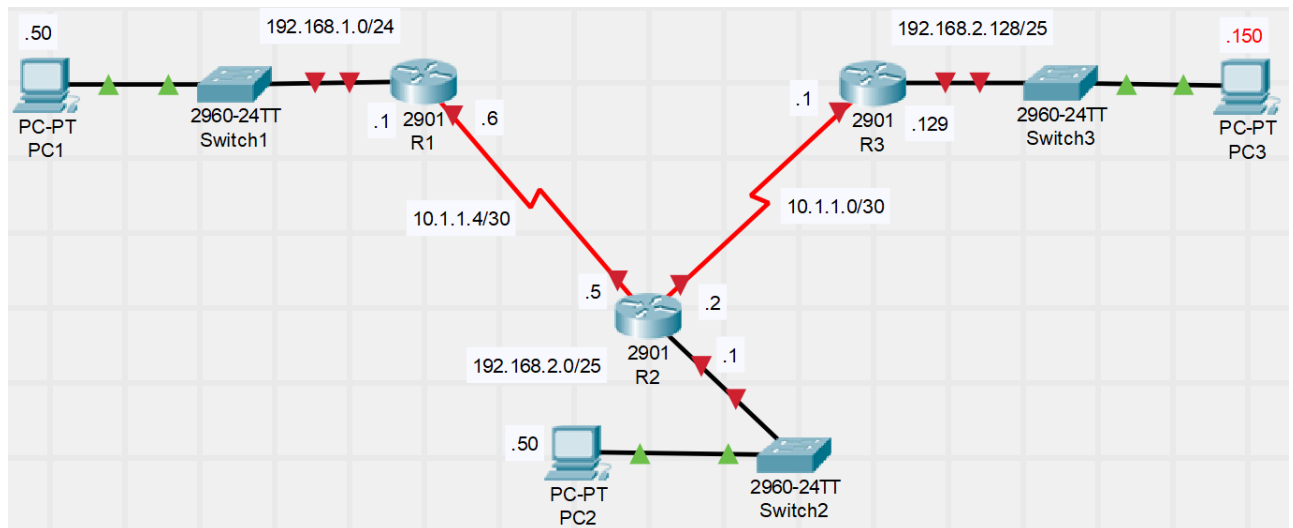 .50
192.168.1.0/24
192.168.2.128/25
.150
PC-PT
PC1
2960-24TT
Switch1
.1
2901
R1
.6
.1
2901
R3
.129
2960-24TT
Switch3
PC-PT
PC3
10.1.1.4/30
10.1.1.0/30
.5
.2
192.168.2.0/25
2901
R2
.1
.50
PC-PT
PC2
2960-24TT
Switch2